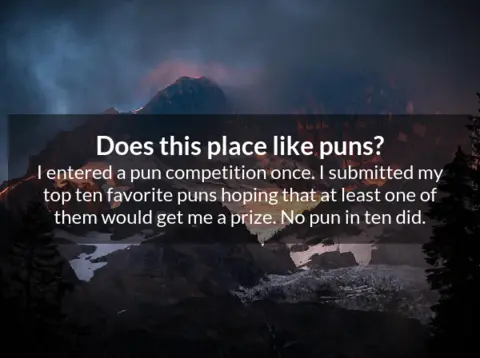 Does this place like puns?
I entered a pun competition once. I submitted my
top ten favorite puns hoping that at least one of
them would get me a prize. No pun in ten did.